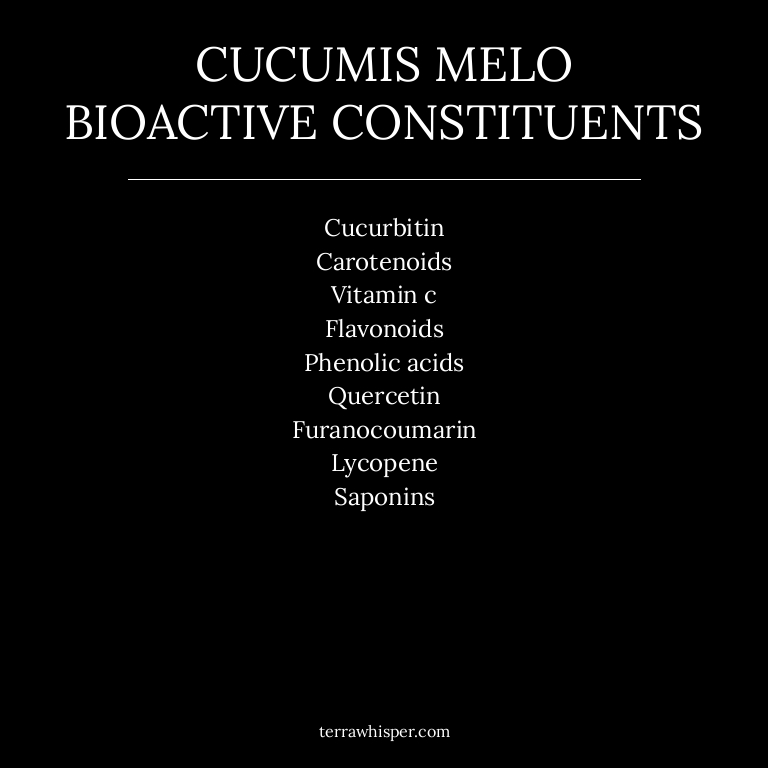 CUCUMIS MELO
BIOACTIVE CONSTITUENTS
Cucurbitin
Carotenoids
Vitamin c
Flavonoids
Phenolic acids
Quercetin
Furanocoumarin
Lycopene
Saponins
terrawhisper.com